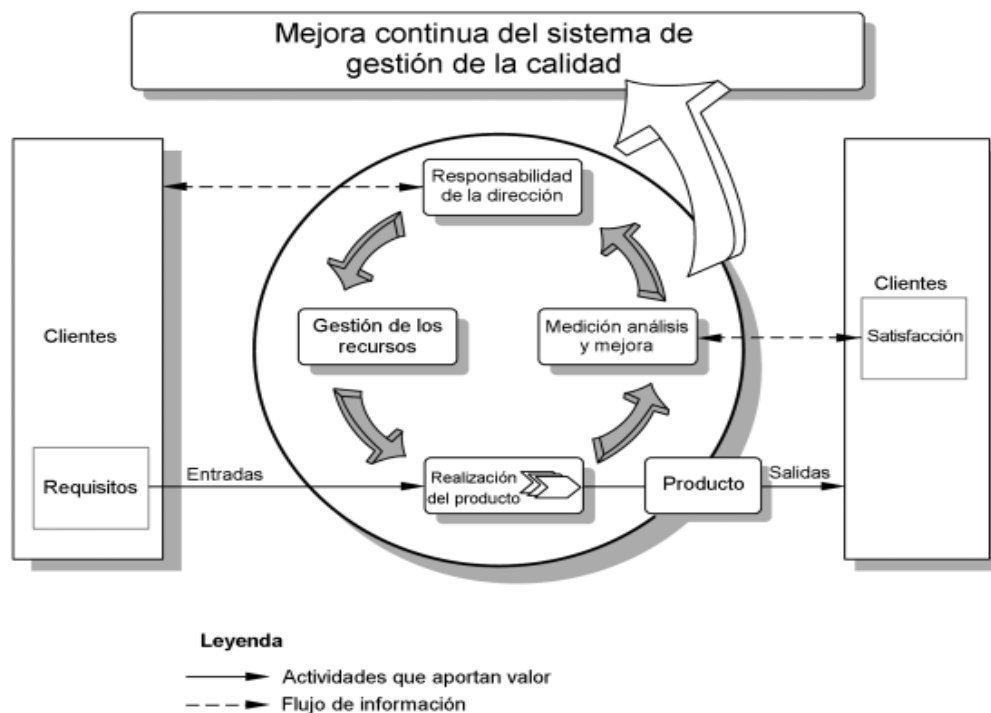 Mejora continua del sistema de
gestión de la calidad
Responsabilidad
de la dirección
Clientes
Gestión de los
recursos
Medición análisis
y mejora
Clientes
Satisfacción
Requisitos
Entradas
Realización
del producto
Producto
Salidas
Leyenda
Actividades que aportan valor
Flujo de información